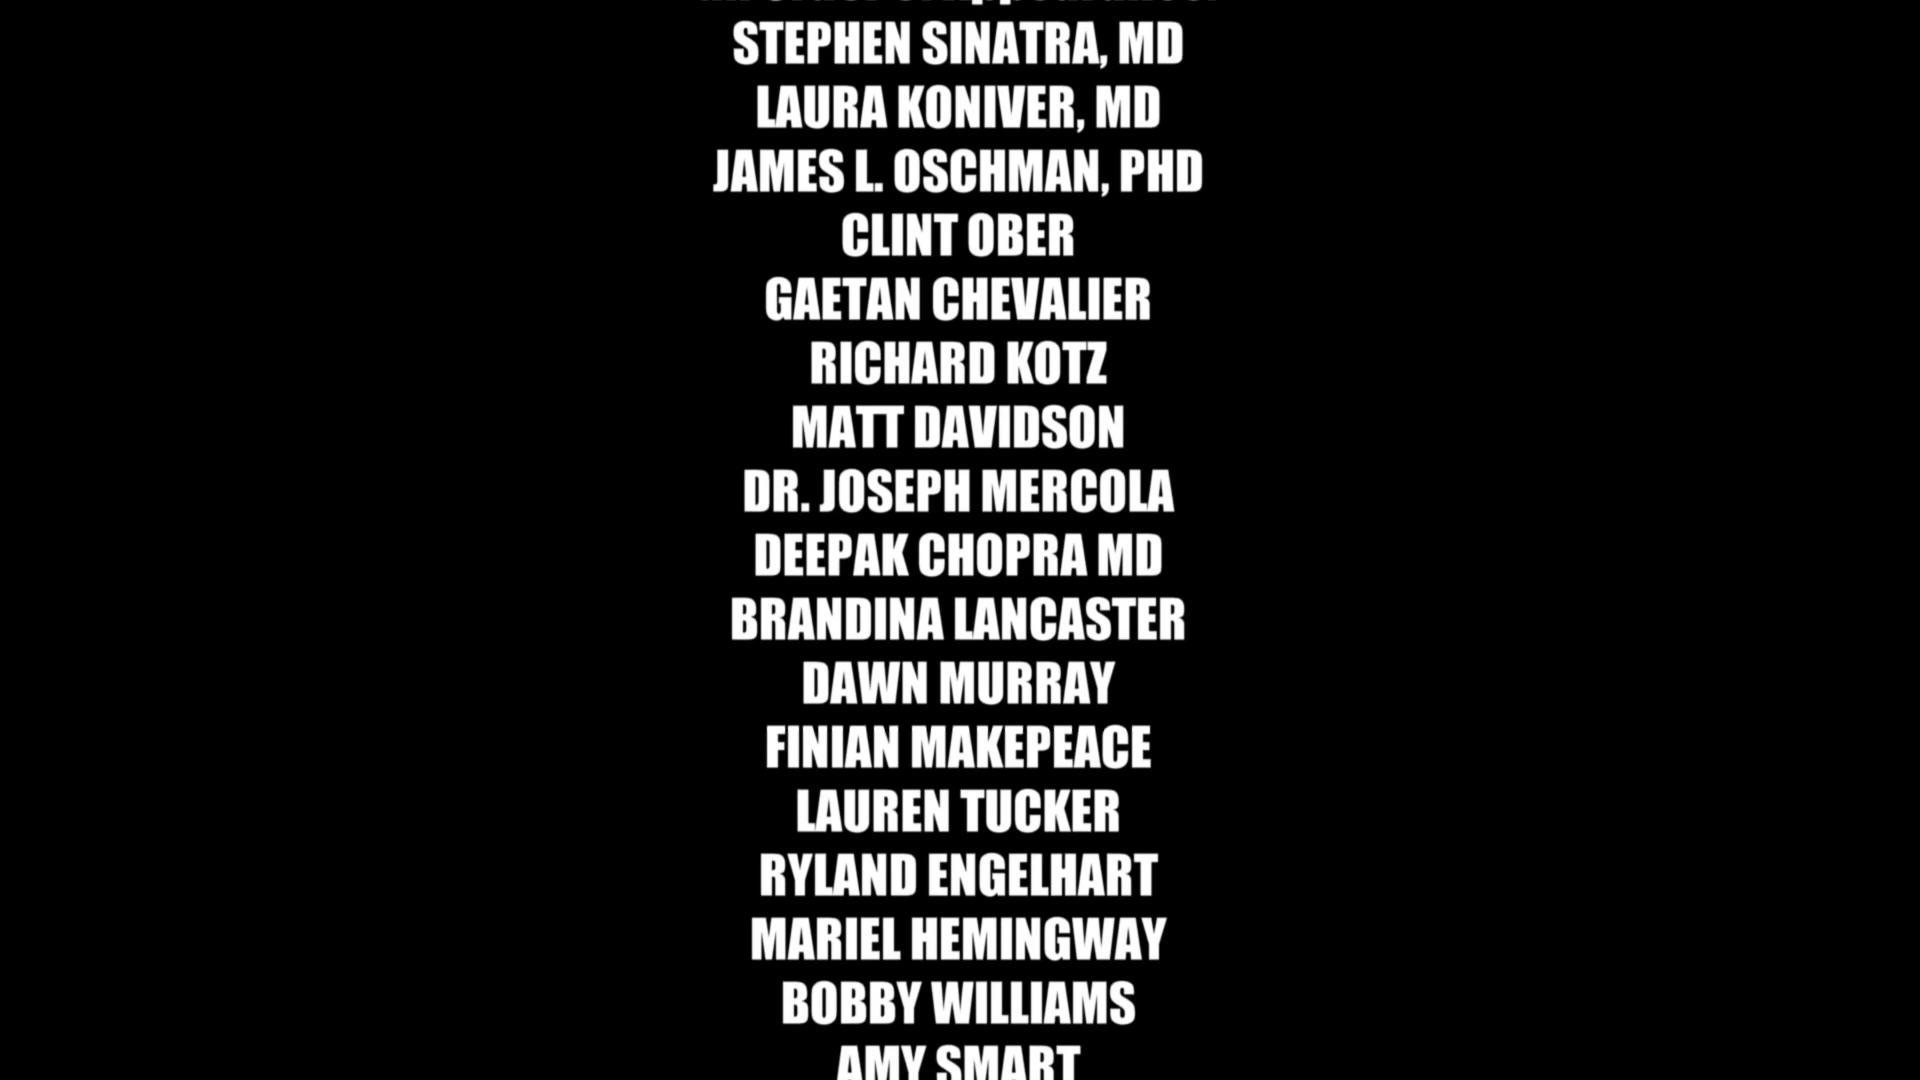 STEPHEN SINATRA, MD
LAURA KONIVER, MD
JAMES L. OSCHMAN, PHD
CLINT OBER
GAETAN CHEVALIER
RICHARD KOTZ
MATT DAVIDSON
DR. JOSEPH MERCOLA
DEEPAK CHOPRA MD
BRANDINA LANCASTER
DAWN MURRAY
FINIAN MAKEPEACE
LAUREN TUCKER
RYLAND ENGELHART
MARIEL HEMINGWAY
BOBBY WILLIAMS
AMY SMART